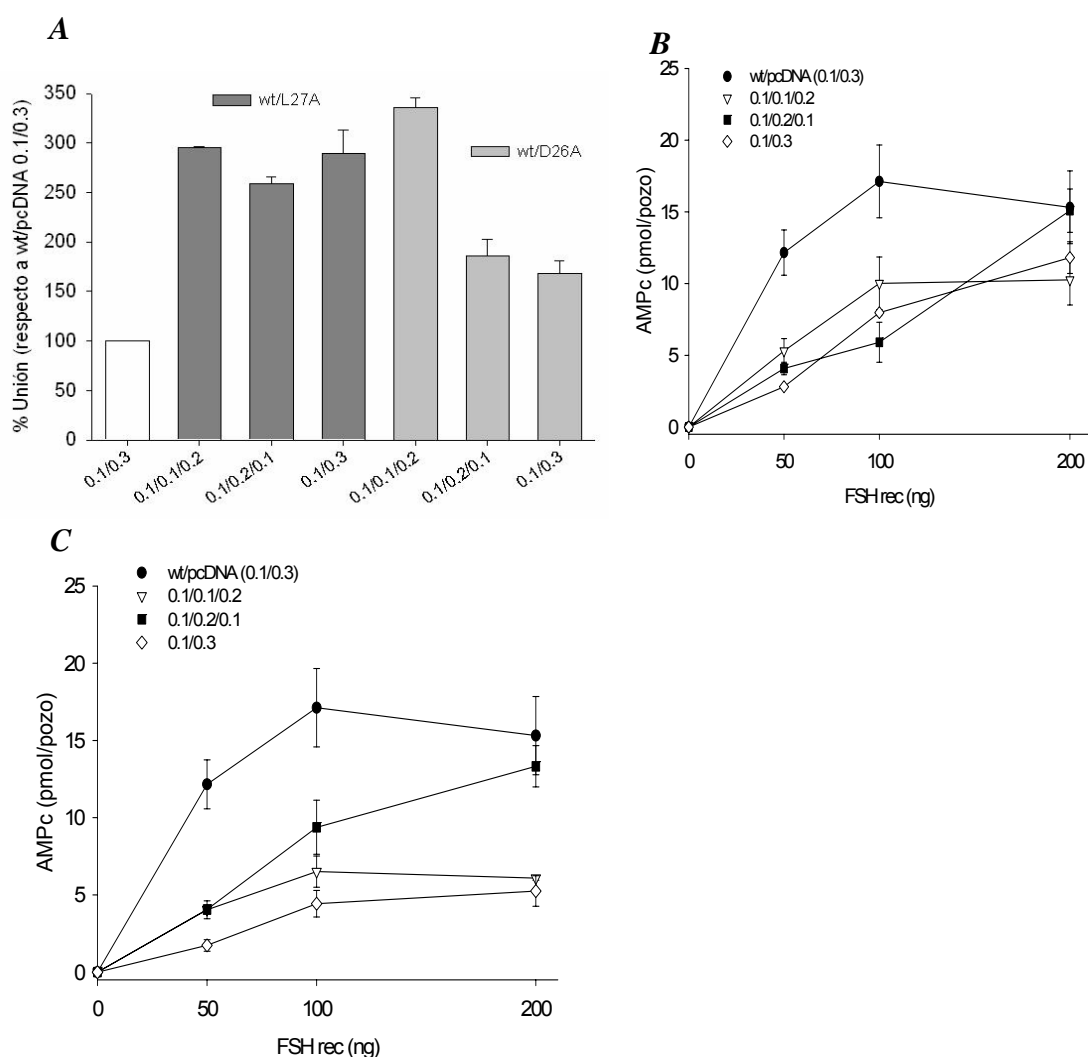 A
% Unión (respecto a wt/pcDNA 0.1/0.3)
350
300
250
200
150
100
50
0
wt/L27A
wt/D26A
0.1/0.3
0.1/0.1/0.2
0.1/0.2/0.1
0.1/0.3
0.1/0.1/0.2
0.1/0.2/0.1
0.1/0.3
B
wt/pcDNA (0.1/0.3)
0.1/0.1/0.2
0.1/0.2/0.1
0.1/0.3
AMPc (pmol/pozo)
25
20
15
10
5
0
0 50 100 200
FSH rec (ng)
C
wt/pcDNA (0.1/0.3)
0.1/0.1/0.2
0.1/0.2/0.1
0.1/0.3
AMPc (pmol/pozo)
25
20
15
10
5
0
0 50 100 200
FSH rec (ng)